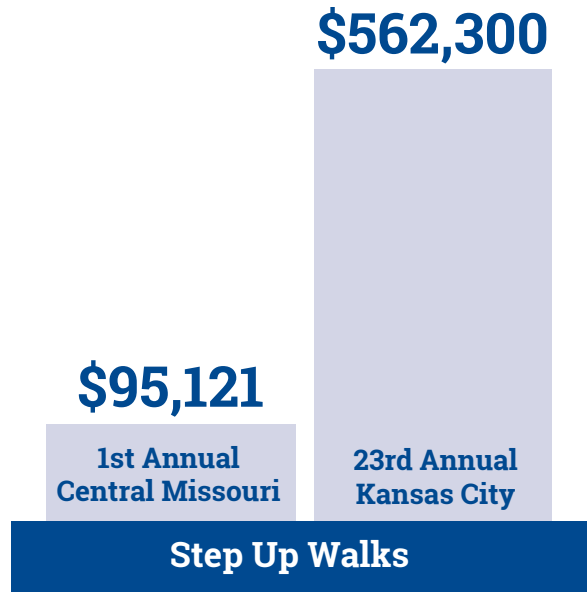 $562,300
$95,121
1st Annual
Central Missouri
23rd Annual
Kansas City
Step Up Walks